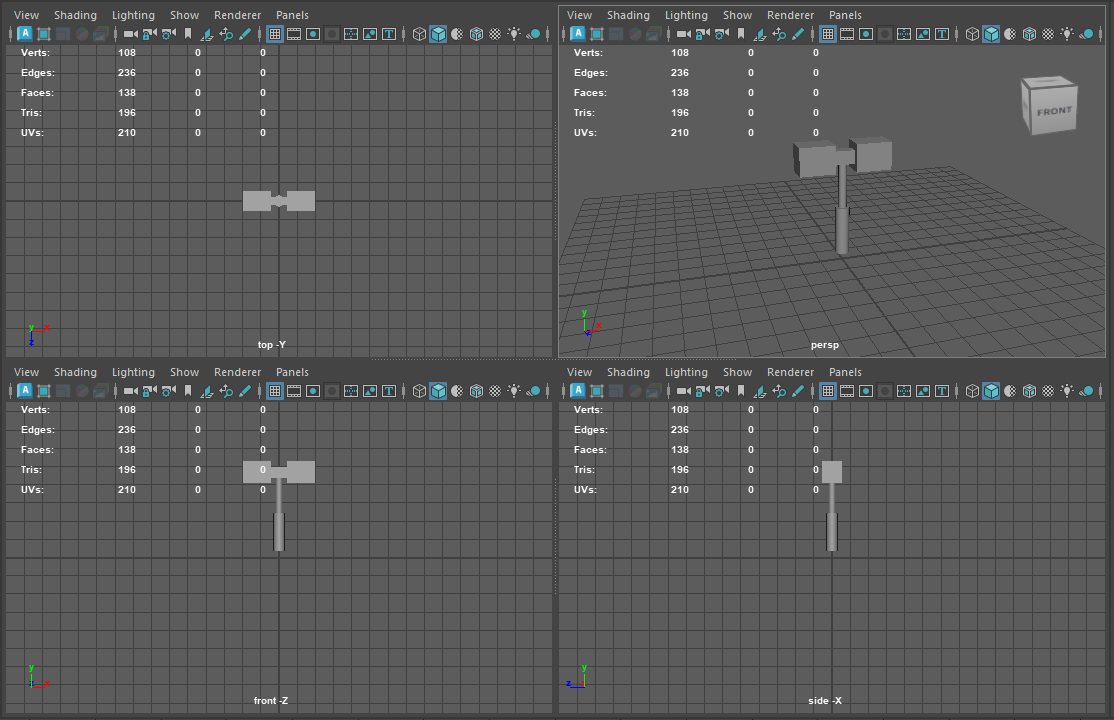 View Shading Lighting Show Renderer Panels
A T
Verts: 108 0 0
Edges: 236 0 0
Faces: 138 0 0
Tris: 196 0 0
UVs: 210 0 0
y x
z
top -Y
View Shading Lighting Show Renderer Panels
A T
Verts: 108 0 0
Edges: 236 0 0
Faces: 138 0 0
Tris: 196 0 0
UVs: 210 0 0
FRONT
y
x
z
persp
View Shading Lighting Show Renderer Panels
A T
Verts: 108 0 0
Edges: 236 0 0
Faces: 138 0 0
Tris: 196 0 0
UVs: 210 0 0
y
z x
front -Z
View Shading Lighting Show Renderer Panels
A T
Verts: 108 0 0
Edges: 236 0 0
Faces: 138 0 0
Tris: 196 0 0
UVs: 210 0 0
y
z
side -X